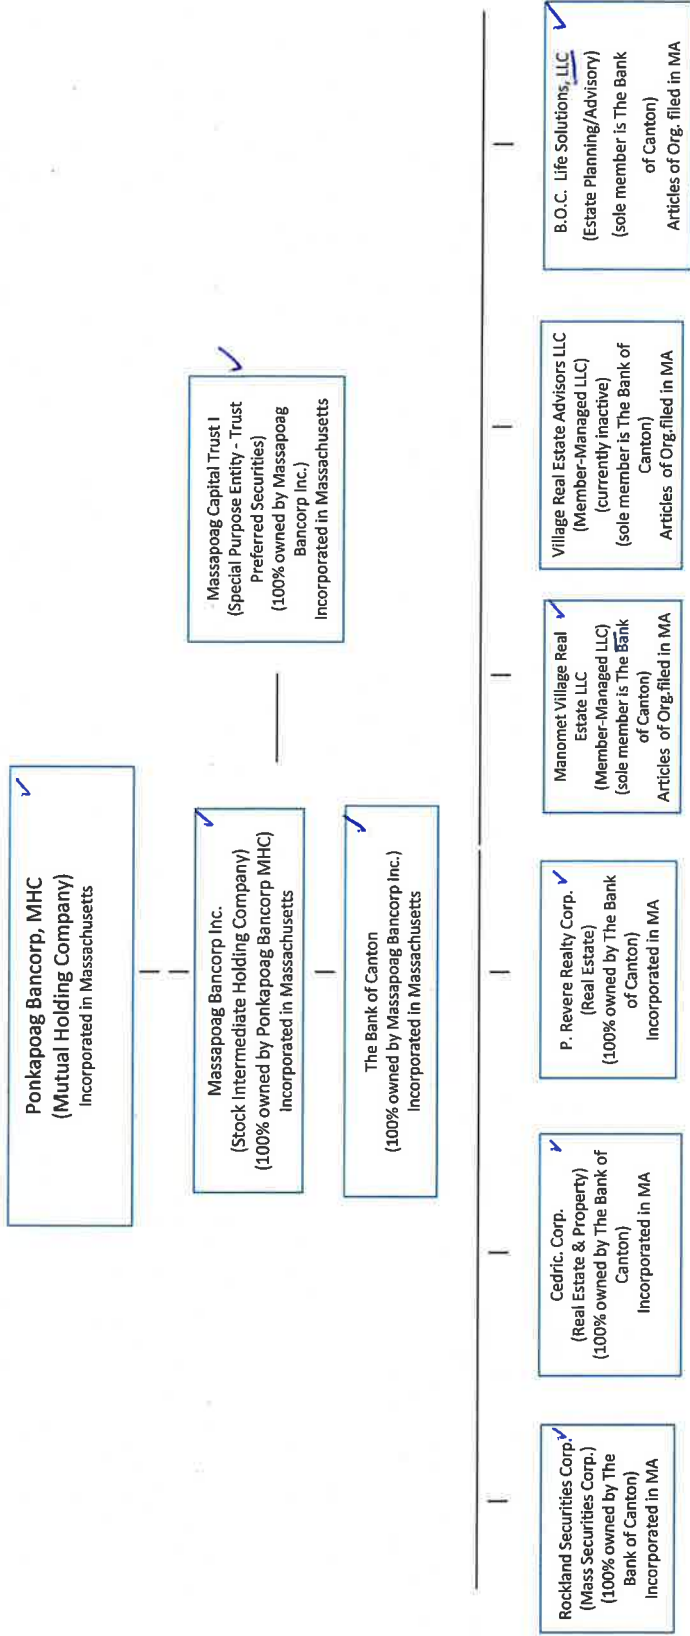 Ponkapoag Bancorp, MHC
(Mutual Holding Company)
Incorporated in Massachusetts
Massapoag Bancorp Inc.
(Stock Intermediate Holding Company)
(100% owned by Ponkapoag Bancorp MHC)
Incorporated in Massachusetts
Massapoag Capital Trust I
(Special Purpose Entity - Trust
Preferred Securities)
(100% owned by Massapoag
Bancorp Inc.)
Incorporated in Massachusetts
The Bank of Canton
(100% owned by Massapoag Bancorp Inc.)
Incorporated in Massachusetts
Rockland Securities Corp.
(Mass Securities Corp.)
(100% owned by The
Bank of Canton)
Incorporated in MA
Cedric. Corp.
(Real Estate & Property)
(100% owned by The Bank of
Canton)
Incorporated in MA
P. Revere Realty Corp.
(Real Estate)
(100% owned by The Bank
of Canton)
Incorporated in MA
Manomet Village Real
Estate LLC
(Member-Managed LLC)
(sole member is The Bank
of Canton)
Articles of Org.filed in MA
Village Real Estate Advisors LLC
(Member-Managed LLC)
(currently inactive)
(sole member is The Bank of
Canton)
Articles of Org.filed in MA
B.O.C. Life Solutions, LLC
(Estate Planning/Advisory)
(sole member is The Bank
of Canton)
Articles of Org. filed in MA